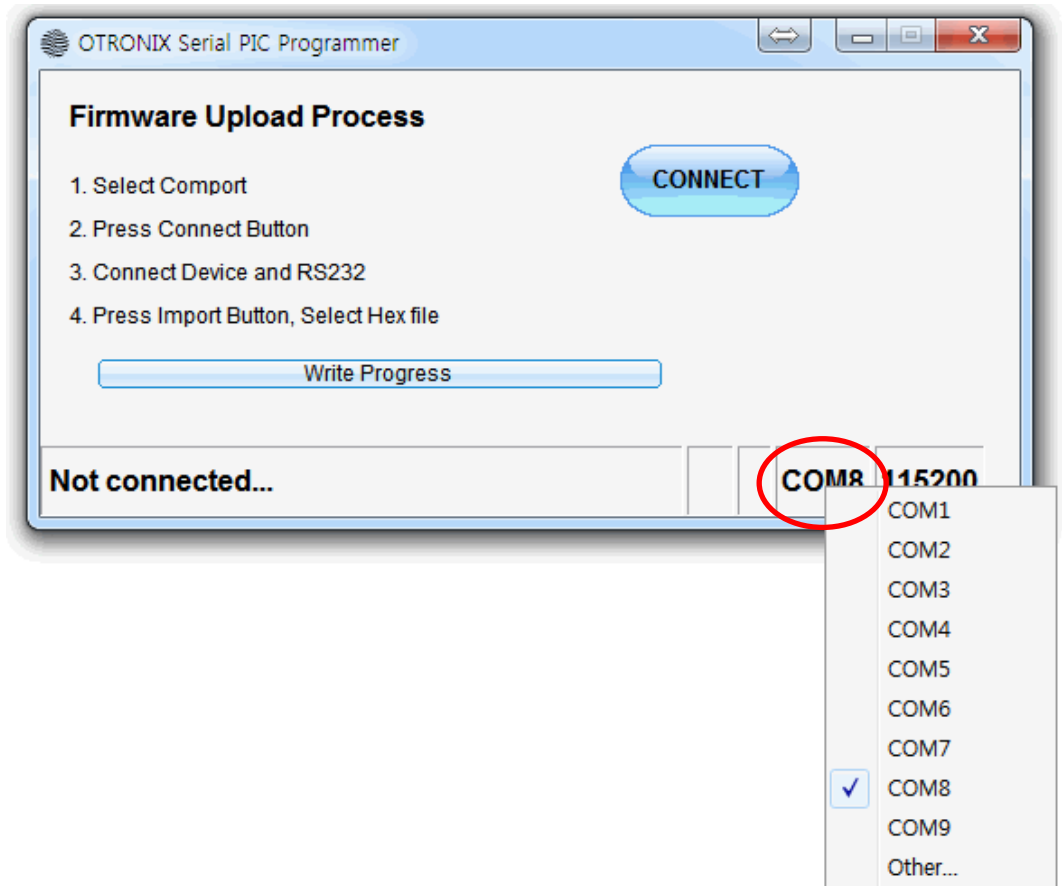 OTRONIX Serial PIC Programmer
Firmware Upload Process
CONNECT
1. Select Comport
2. Press Connect Button
3. Connect Device and RS232
4. Press Import Button, Select Hex file
Write Progress
Not connected... COM8 115200
COM1
COM2
COM3
COM4
COM5
COM6
COM7
COM8
COM9
Other...